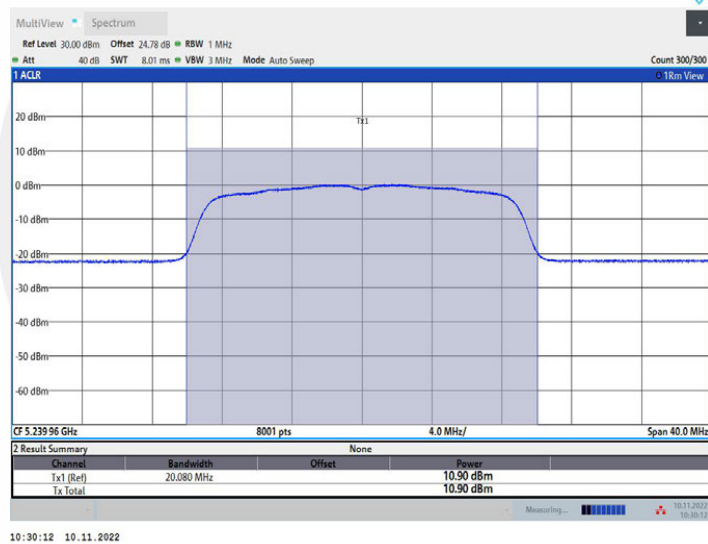 MultiView Spectrum
Ref Level 30.00 dBm Offset 24.78 dB RBW 1 MHz
Att 40 dB SWT 8.01 ms VBW 3 MHz Mode Auto Sweep Count 300/300
1 ACLR 1Rm View
Tx1
20 dBm
10 dBm
0 dBm
-10 dBm
-20 dBm
-30 dBm
-40 dBm
-50 dBm
-60 dBm
CF 5.239 96 GHz 8001 pts 4.0 MHz/ Span 40.0 MHz
2 Result Summary None
Channel Bandwidth Offset Power
Tx1 (Ref) 20.080 MHz 10.90 dBm
Tx Total 10.90 dBm
Measuring... 10.11.2022
10:30:12
10:30:12 10.11.2022